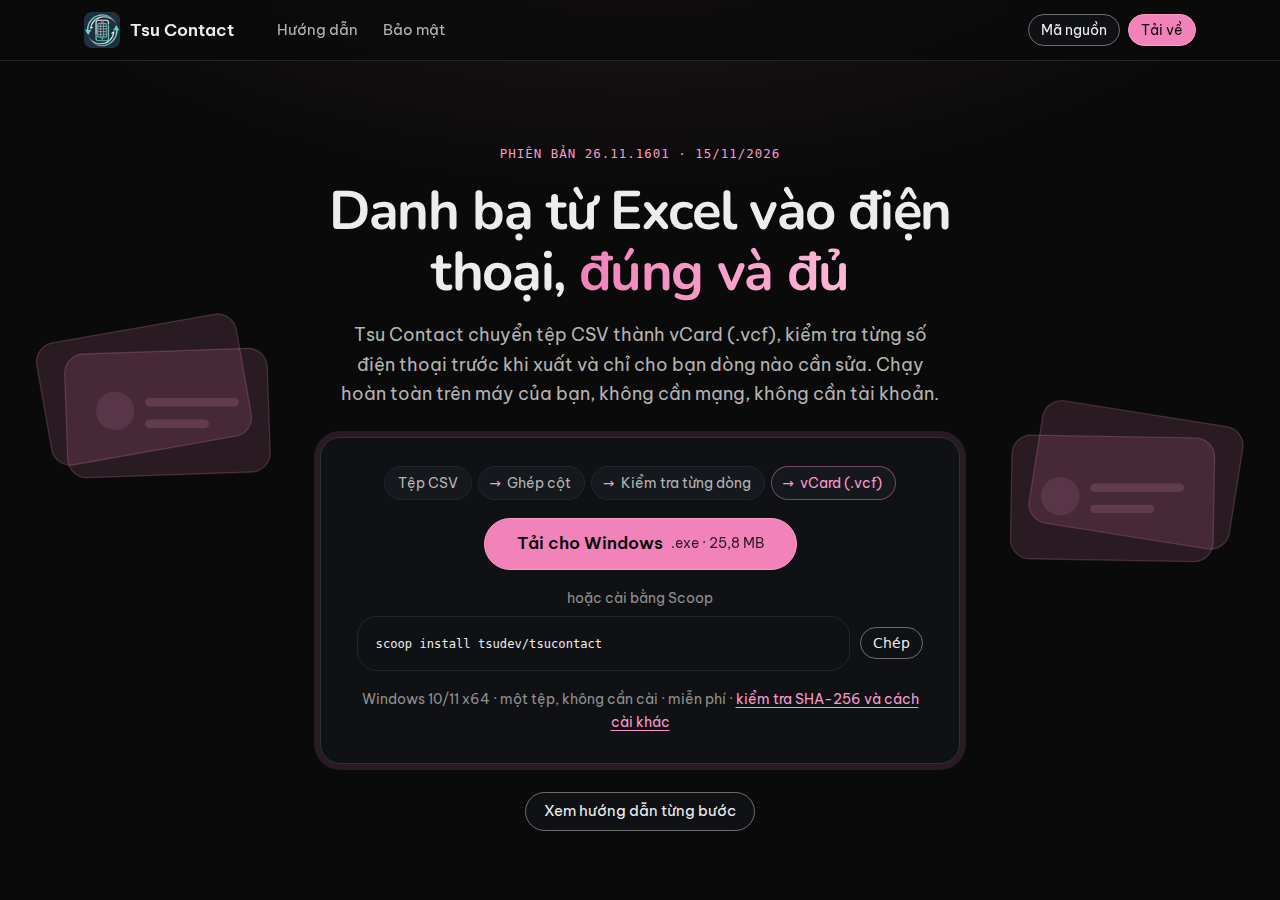 Tsu Contact
Hướng dẫn
Bảo mật
Mã nguồn
Tải về
PHIÊN BẢN 26.11.1601 · 15/11/2026
Danh bạ từ Excel vào điện
thoại, đúng và đủ
Tsu Contact chuyển tệp CSV thành vCard (.vcf), kiểm tra từng số
điện thoại trước khi xuất và chỉ cho bạn dòng nào cần sửa. Chạy
hoàn toàn trên máy của bạn, không cần mạng, không cần tài khoản.
Tệp CSV
→ Ghép cột
→ Kiểm tra từng dòng
→ vCard (.vcf)
Tải cho Windows .exe · 25,8 MB
hoặc cài bằng Scoop
scoop install tsudev/tsucontact
Chép
Windows 10/11 x64 · một tệp, không cần cài · miễn phí · kiểm tra SHA-256 và cách
cài khác
Xem hướng dẫn từng bước